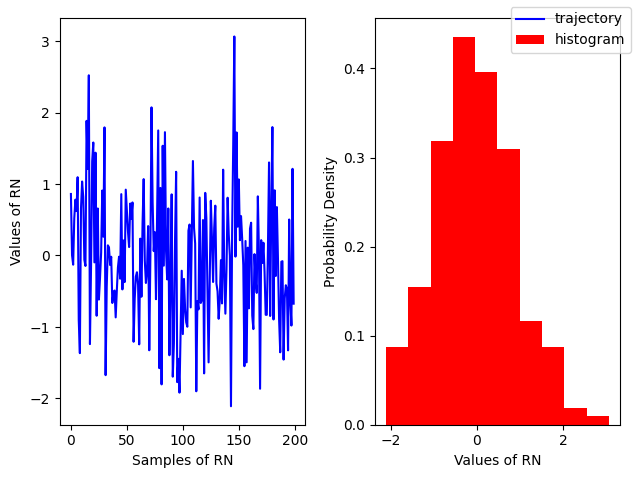 trajectory
histogram
Values of RN
3
2
1
0
−1
−2
0 50 100 150 200
Samples of RN
Probability Density
0.4
0.3
0.2
0.1
0.0
−2 0 2
Values of RN